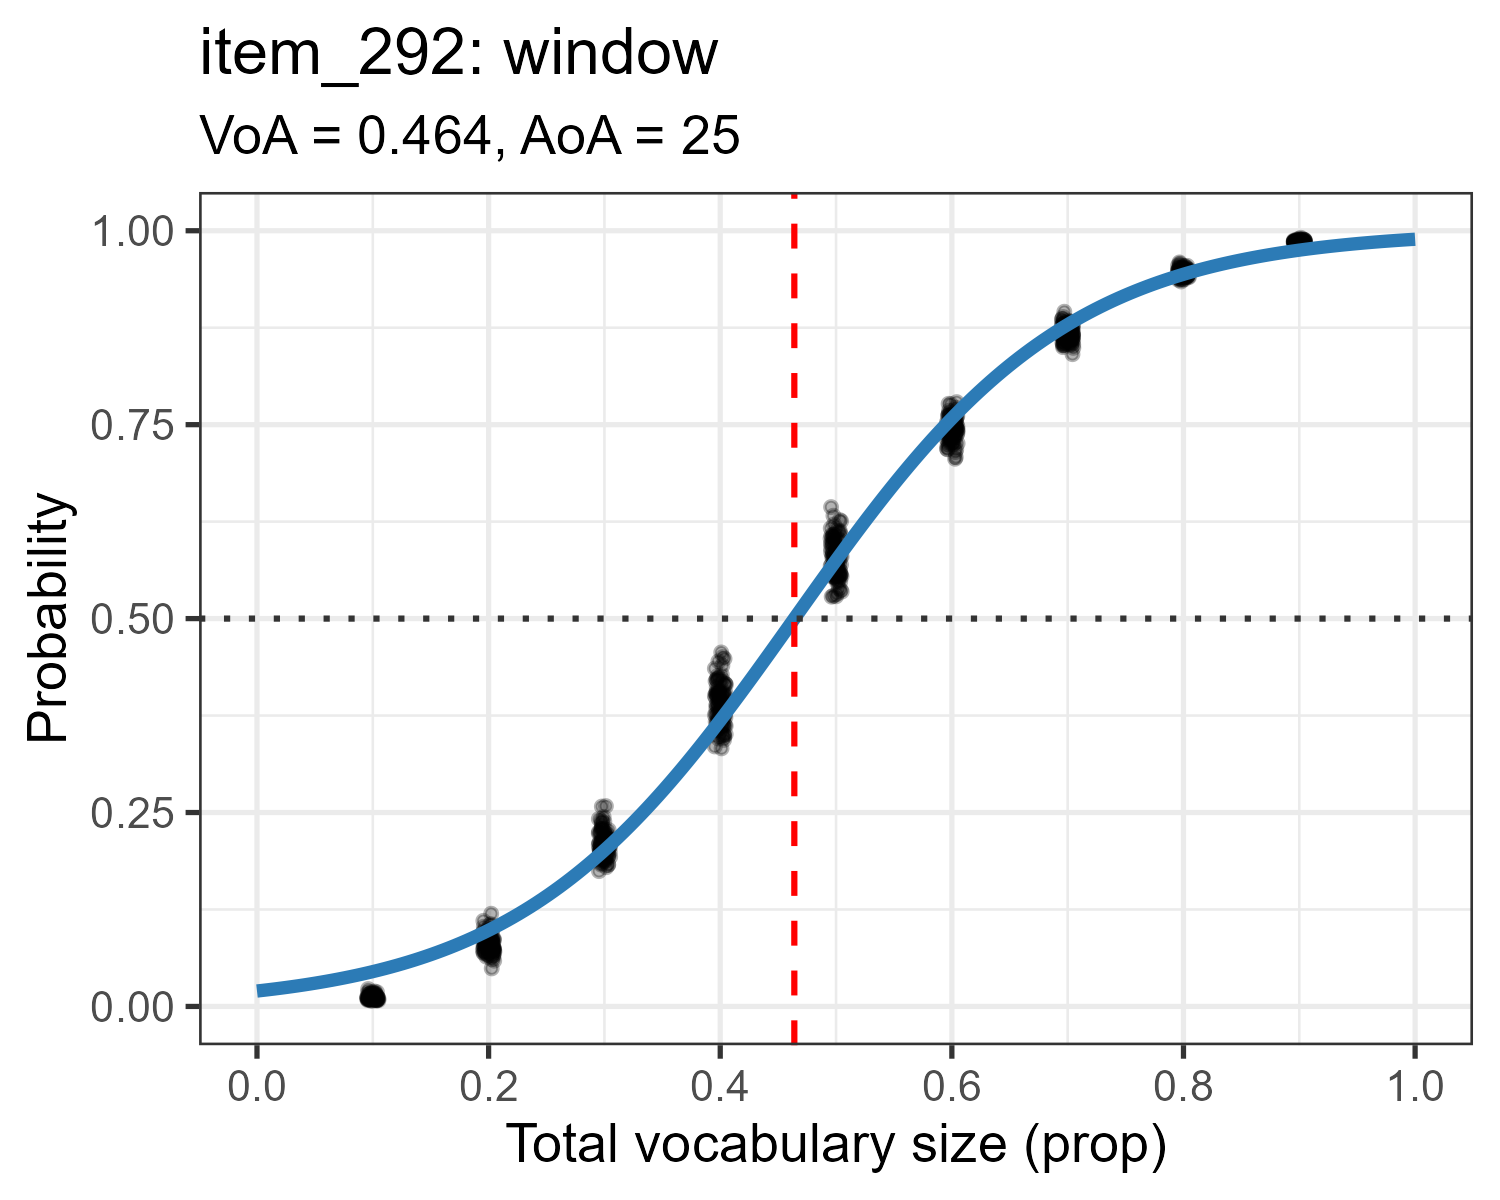 item_292: window
VoA = 0.464, AoA = 25
1.00
0.75
0.50
0.25
0.00
Probability
0.0 0.2 0.4 0.6 0.8 1.0
Total vocabulary size (prop)